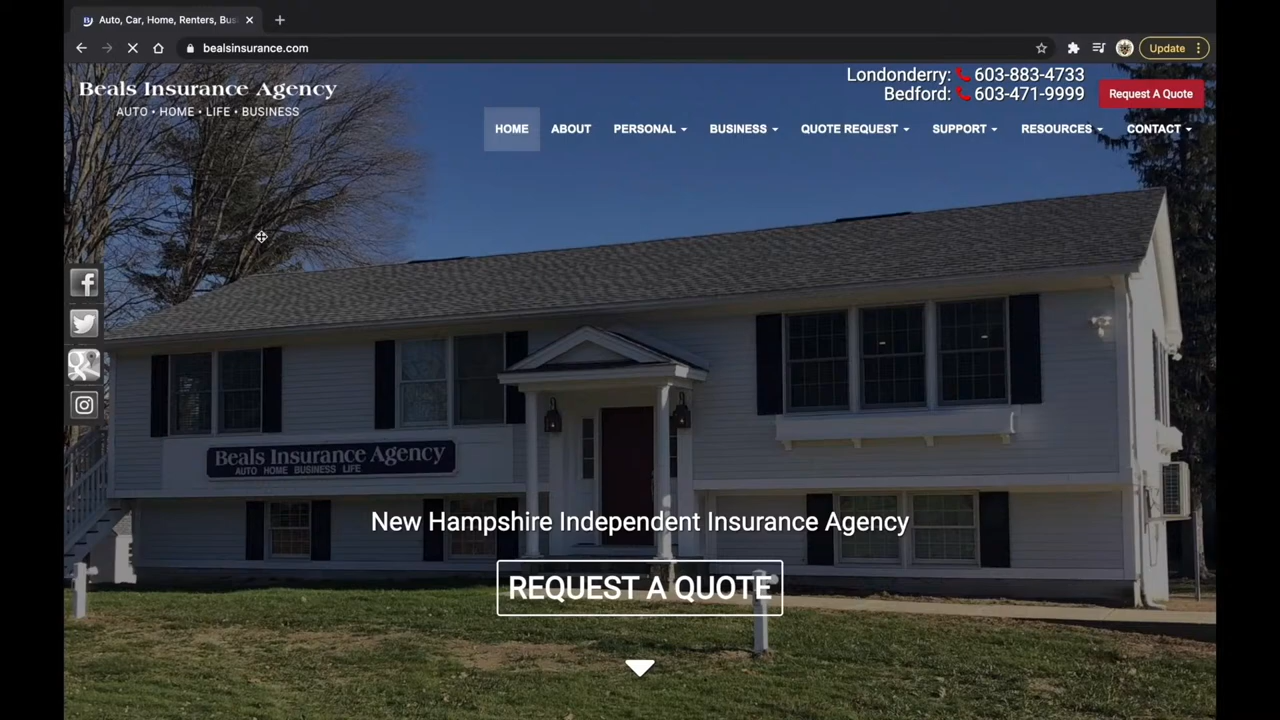 Auto, Car, Home, Renters, Bus
bealsinsurance.com
Update
Beals Insurance Agency
AUTO • HOME • LIFE • BUSINESS
Londonderry: 603-883-4733
Bedford: 603-471-9999
Request A Quote
HOME ABOUT PERSONAL BUSINESS QUOTE REQUEST SUPPORT RESOURCES CONTACT
Beals Insurance Agency
AUTO HOME BUSINESS LIFE
New Hampshire Independent Insurance Agency
REQUEST A QUOTE